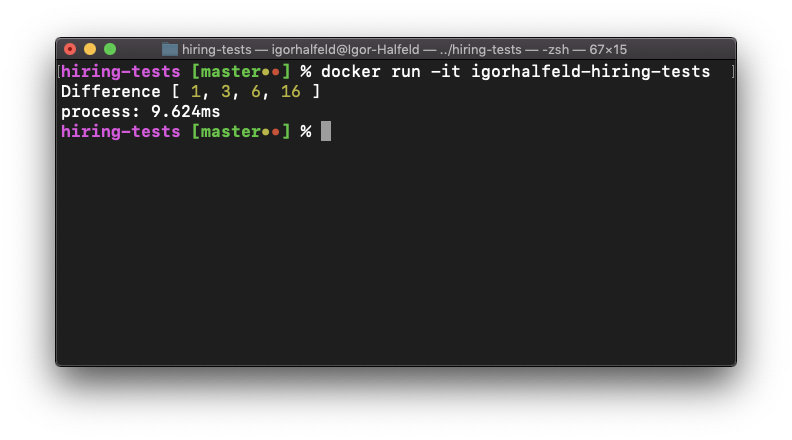 hiring-tests — igorhalfeld@Igor-Halfeld — ../hiring-tests — -zsh — 67×15
[hiring-tests [master●●] % docker run -it igorhalfeld-hiring-tests ]
Difference [ 1, 3, 6, 16 ]
process: 9.624ms
hiring-tests [master●●] %